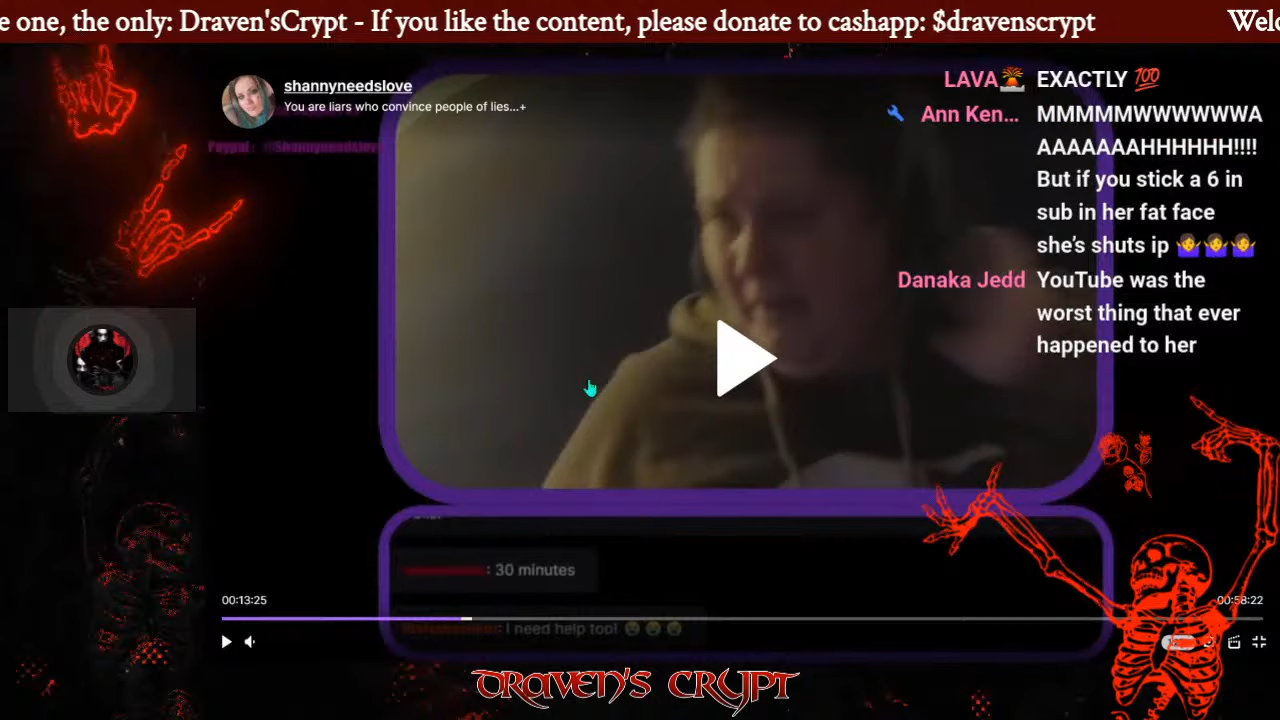 e one, the only: Draven'sCrypt - If you like the content, please donate to cashapp: $dravenscrypt
Welc
shannyneedslove
You are liars who convince people of lies...+
Paypal : @Shannyneedslove
LAVA🌋 EXACTLY 💯
Ann Ken... MMMMMWWWWWWA
AAAAAAAHHHHHH!!!!
But if you stick a 6 in
sub in her fat face
she's shuts ip 🤷‍♀️🤷‍♀️🤷‍♀️
Danaka Jedd YouTube was the
worst thing that ever
happened to her
: 30 minutes
00:13:25
00:58:22
: I need help too!
DRAVEN'S CRYPT